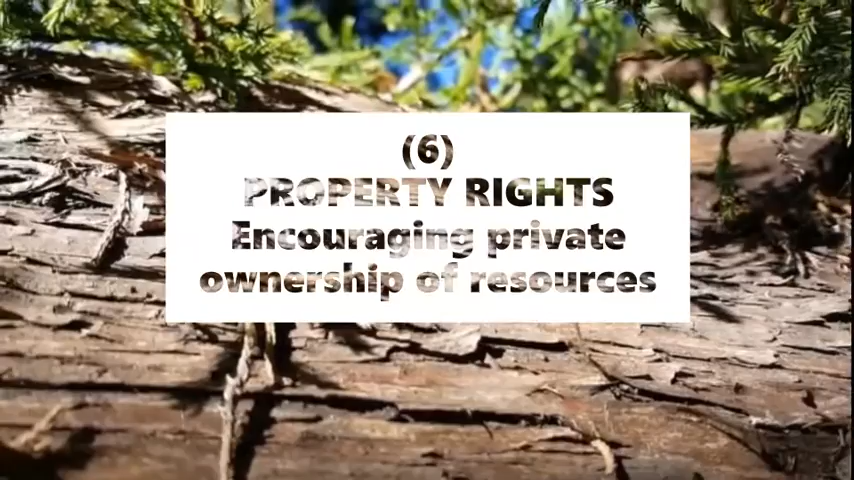 (6)
PROPERTY RIGHTS
Encouraging private
ownership of resources